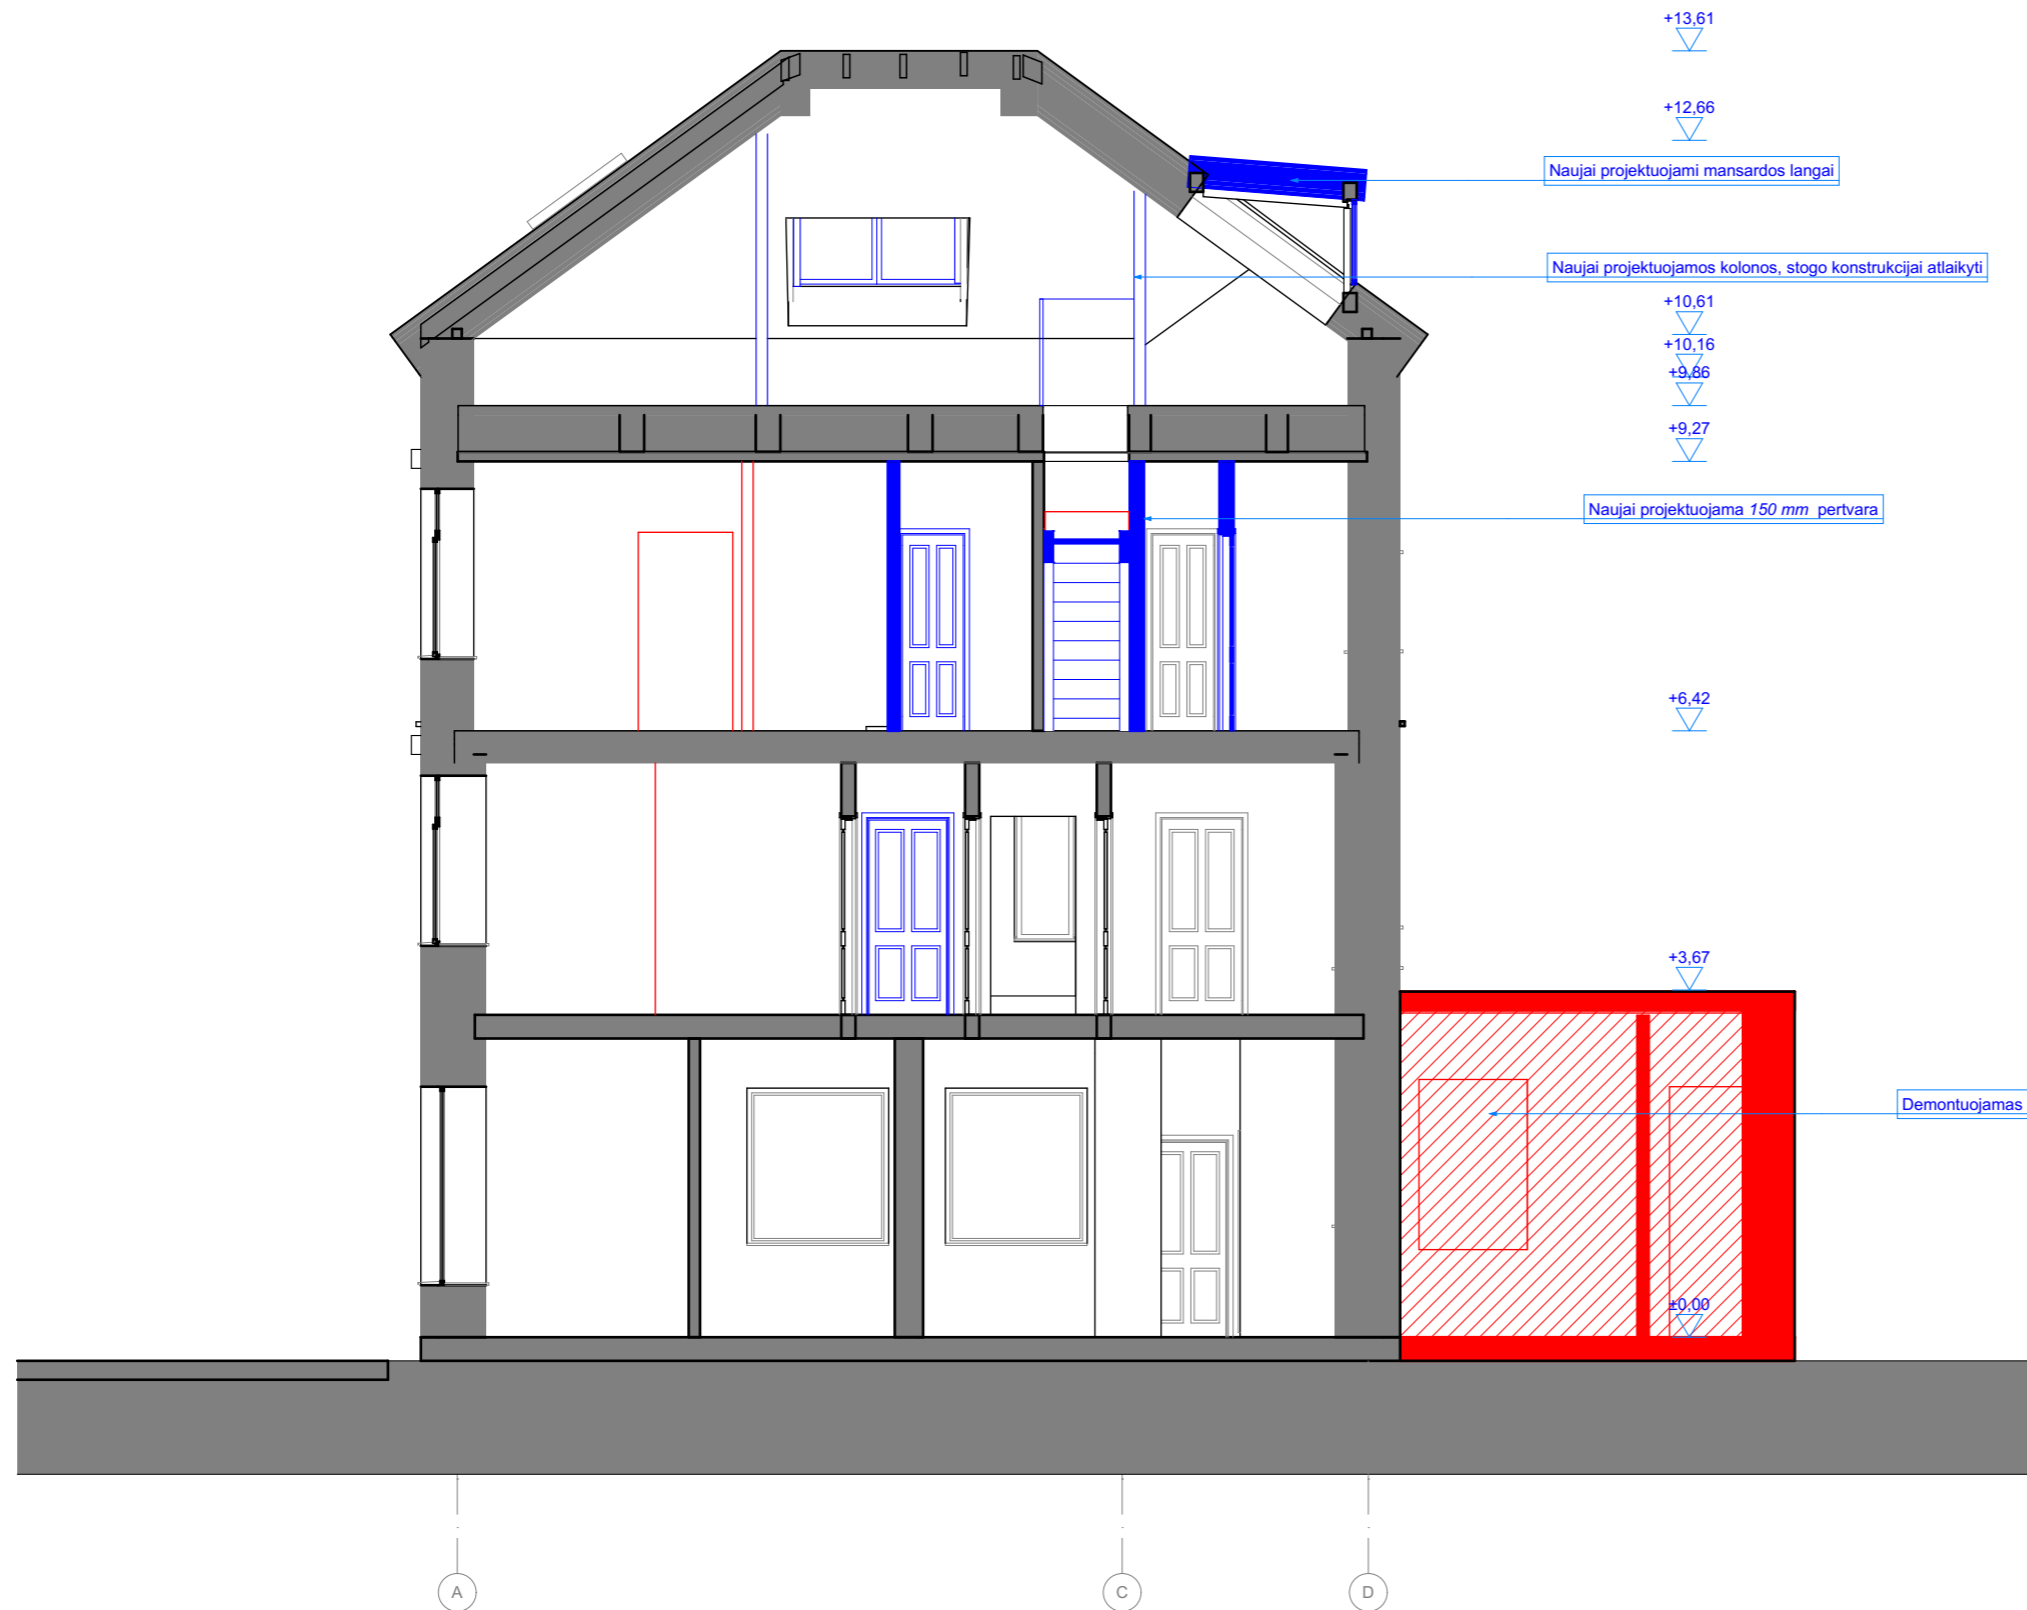 +13,61
+12,66
Naujai projektuojami mansardos langai
Naujai projektuojamos kolonos, stogo konstrukcijai atlaikyti
+10,61
+10,16
+9,86
+9,27
Naujai projektuojama 150 mm pertvara
+6,42
+3,67
Demontuojamas
±0,00
A
C
D